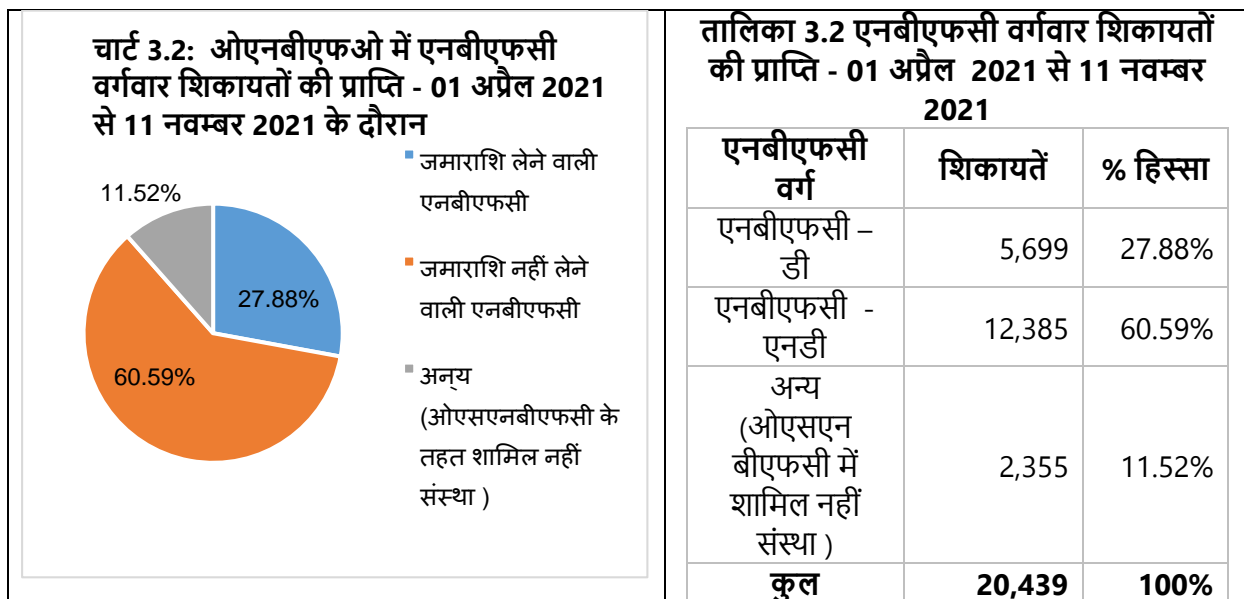 चार्ट 3.2:  ओएनबीएफओ में एनबीएफसी
वर्गवार शिकायतों की प्राप्ति - 01 अप्रैल 2021
से 11 नवम्बर 2021 के दौरान
11.52%
27.88%
60.59%
जमाराशि लेने वाली
एनबीएफसी
जमाराशि नहीं लेने
वाली एनबीएफसी
अन्य
(ओएसएनबीएफसी के
तहत शामिल नहीं
संस्था )
तालिका 3.2 एनबीएफसी वर्गवार शिकायतों
की प्राप्ति - 01 अप्रैल  2021 से 11 नवम्बर
2021
एनबीएफसी
वर्ग
शिकायतें
% हिस्सा
एनबीएफसी –
डी
5,699
27.88%
एनबीएफसी  -
एनडी
12,385
60.59%
अन्य
(ओएसएन
बीएफसी में
शामिल नहीं
संस्था )
2,355
11.52%
कुल
20,439
100%